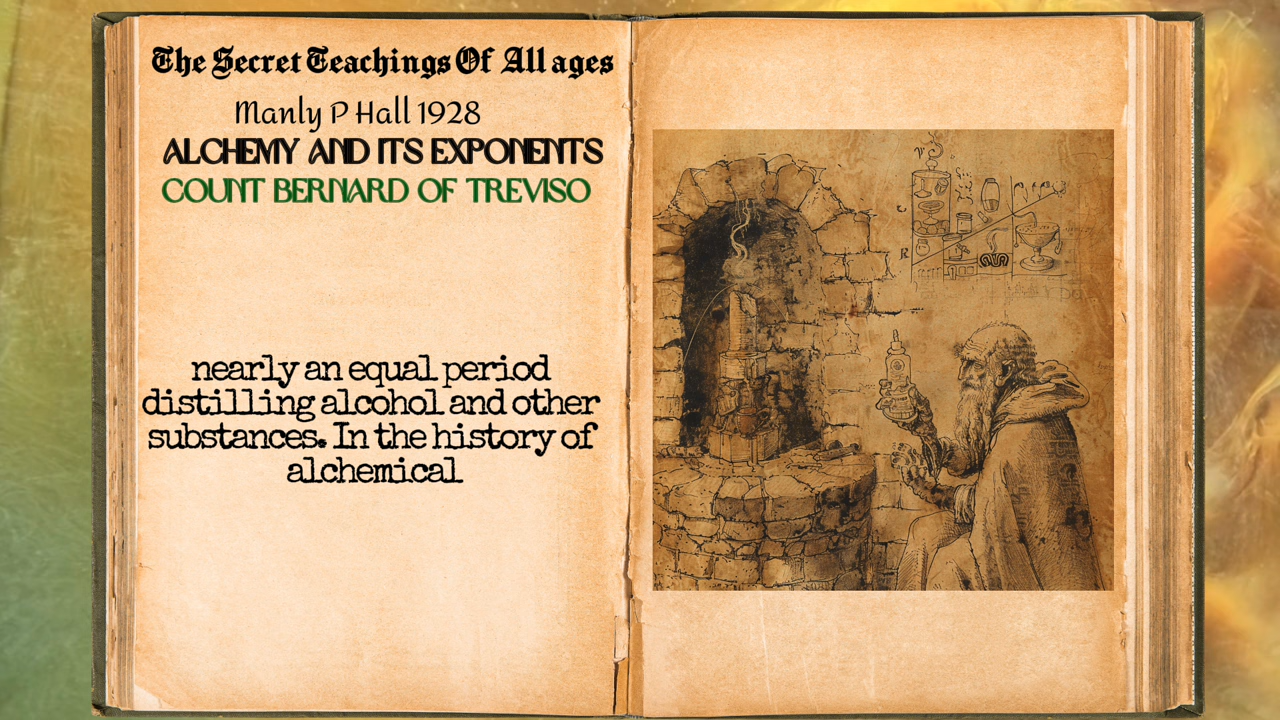 The Secret Teachings Of All ages
Manly P Hall 1928
ALCHEMY AND ITS EXPONENTS
COUNT BERNARD OF TREVISO
nearly an equal period
distilling alcohol and other
substances. In the history of
alchemical